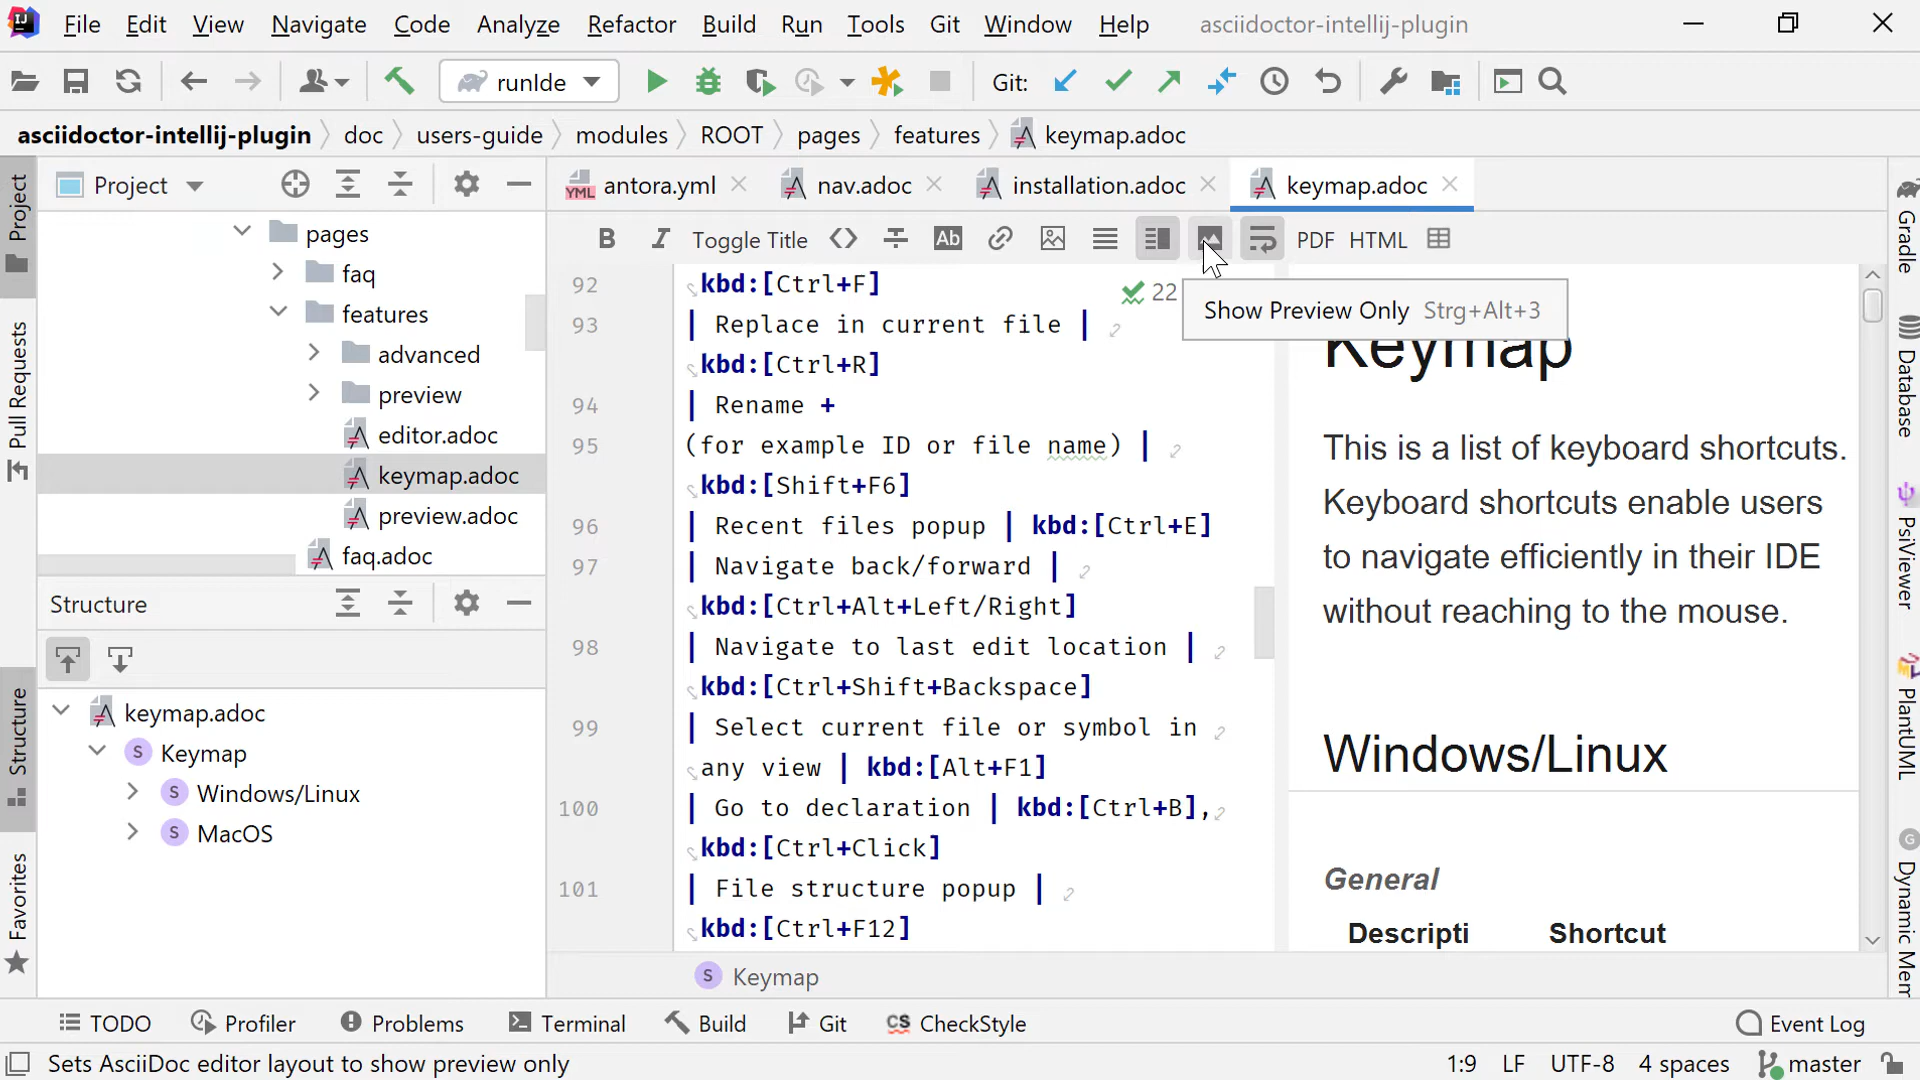 File Edit View Navigate Code Analyze Refactor Build Run Tools Git Window Help asciidoctor-intellij-plugin
runIde Git:
asciidoctor-intellij-plugin doc users-guide modules ROOT pages features keymap.adoc
Project
antora.yml nav.adoc installation.adoc keymap.adoc
B I Toggle Title <> Ab PDF HTML
Show Preview Only Strg+Alt+3
22
pages
faq
features
advanced
preview
editor.adoc
keymap.adoc
preview.adoc
faq.adoc
Structure
keymap.adoc
S Keymap
S Windows/Linux
S MacOS
92 kbd:[Ctrl+F]
93 | Replace in current file |
kbd:[Ctrl+R]
94 | Rename +
95 (for example ID or file name) |
kbd:[Shift+F6]
96 | Recent files popup | kbd:[Ctrl+E]
97 | Navigate back/forward |
kbd:[Ctrl+Alt+Left/Right]
98 | Navigate to last edit location |
kbd:[Ctrl+Shift+Backspace]
99 | Select current file or symbol in
any view | kbd:[Alt+F1]
100 | Go to declaration | kbd:[Ctrl+B],
kbd:[Ctrl+Click]
101 | File structure popup |
kbd:[Ctrl+F12]
S Keymap
Keymap
This is a list of keyboard shortcuts.
Keyboard shortcuts enable users
to navigate efficiently in their IDE
without reaching to the mouse.
Windows/Linux
General
Descripti Shortcut
Project
Pull Requests
Structure
Favorites
Gradle
Database
PsiViewer
PlantUML
Dynamic Mem
TODO Profiler Problems Terminal Build Git CS CheckStyle Event Log
Sets AsciiDoc editor layout to show preview only 1:9 LF UTF-8 4 spaces master